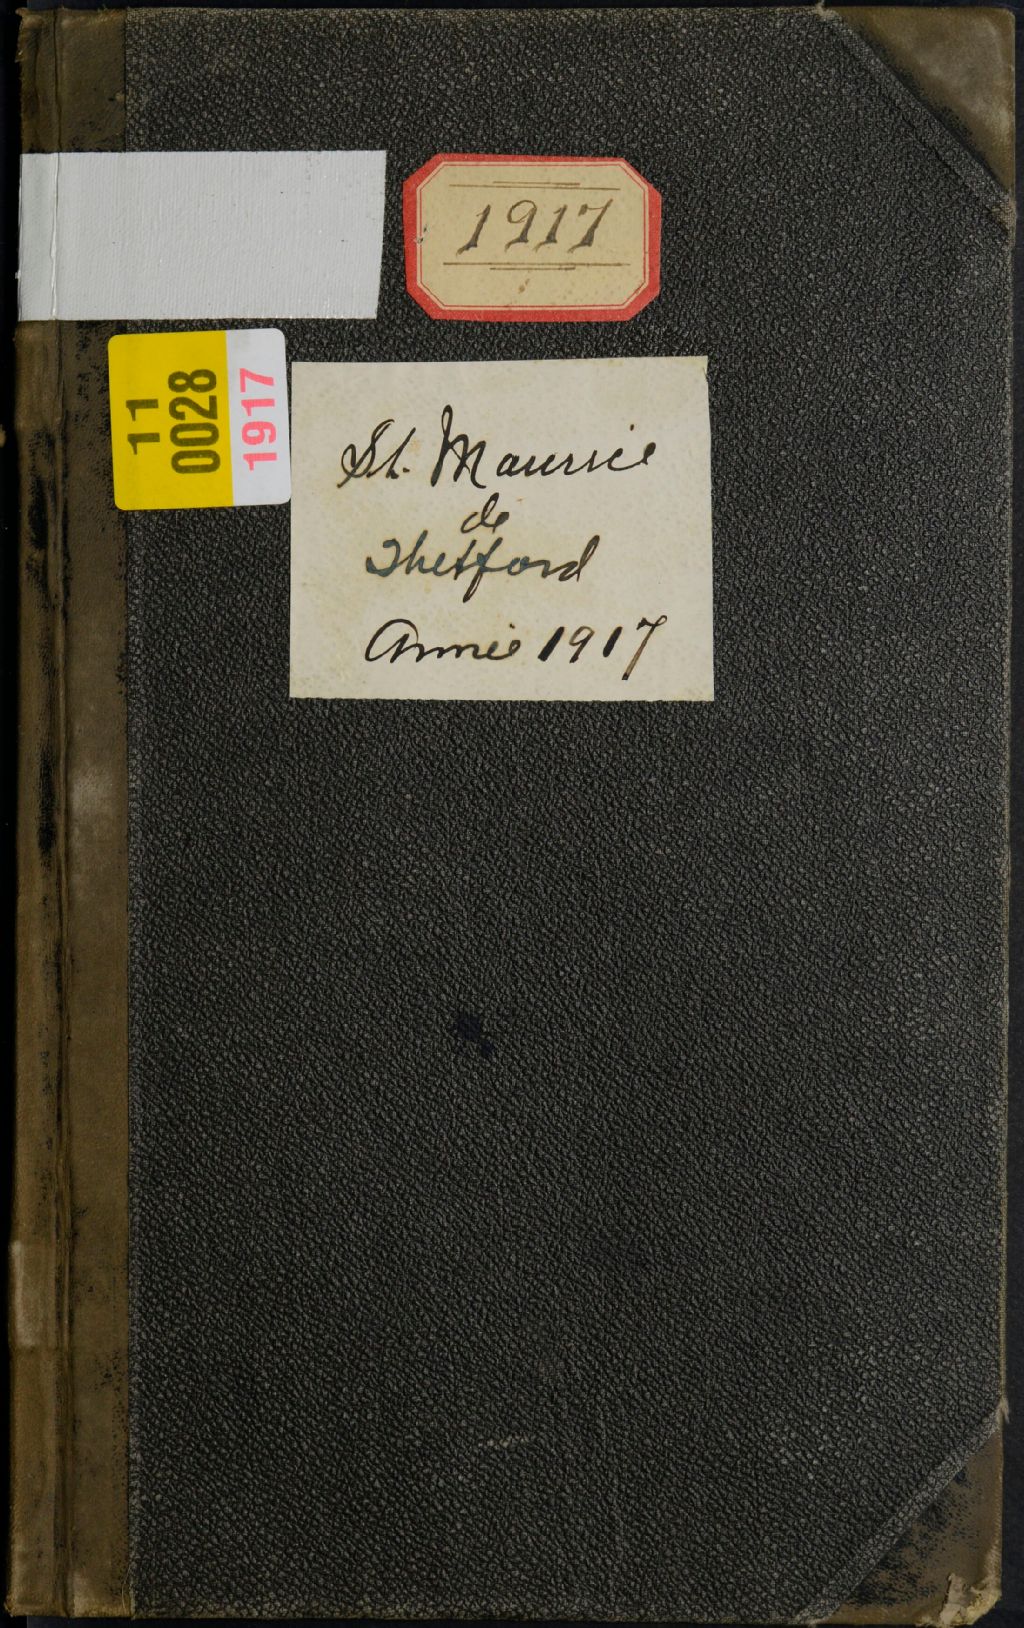 1917
11
0028
1917
St. Maurice
de
Thetford
Année 1917